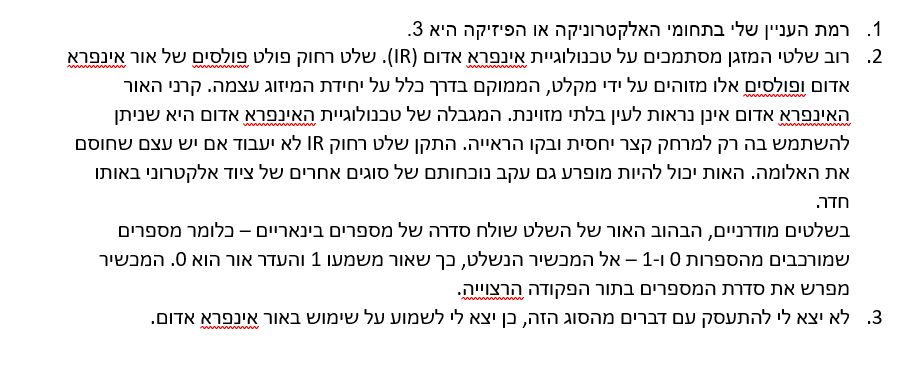 1. רמת העניין שלי בתחומי האלקטרוניקה או הפיזיקה היא 3.
2. רוב שלטי המזגן מסתמכים על טכנולוגיית אינפרא אדום (IR). שלט רחוק פולט פולסים של אור אינפרא
אדום ופולסים אלו מזוהים על ידי מקלט, הממוקם בדרך כלל על יחידת המיזוג עצמה. קרני האור
האינפרא אדום אינן נראות לעין בלתי מזוינת. המגבלה של טכנולוגיית האינפרא אדום היא שניתן
להשתמש בה רק למרחק קצר יחסית ובקו הראייה. התקן שלט רחוק IR לא יעבוד אם יש עצם שחוסם
את האלומה. האות יכול להיות מופרע גם עקב נוכחותם של סוגים אחרים של ציוד אלקטרוני באותו
חדר.
בשלטים מודרניים, הבהוב האור של השלט שולח סדרה של מספרים בינאריים – כלומר מספרים
שמורכבים מהספרות 0 ו-1 – אל המכשיר הנשלט, כך שאור משמעו 1 והעדר אור הוא 0. המכשיר
מפרש את סדרת המספרים בתור הפקודה הרצוייה.
3. לא יצא לי להתעסק עם דברים מהסוג הזה, כן יצא לי לשמוע על שימוש באור אינפרא אדום.